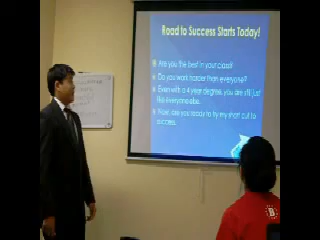 Road to Success Starts Today!
Are you the best in your class?
Do you work harder than everyone?
Even with a 4 year degree, you are still just
like everyone else.
Now, are you ready to try my short cut to
success.
B